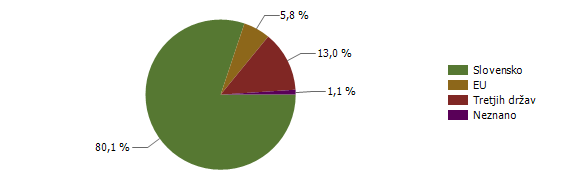 5,8 %
13,0 %
1,1 %
80,1 %
Slovensko
EU
Tretjih držav
Neznano